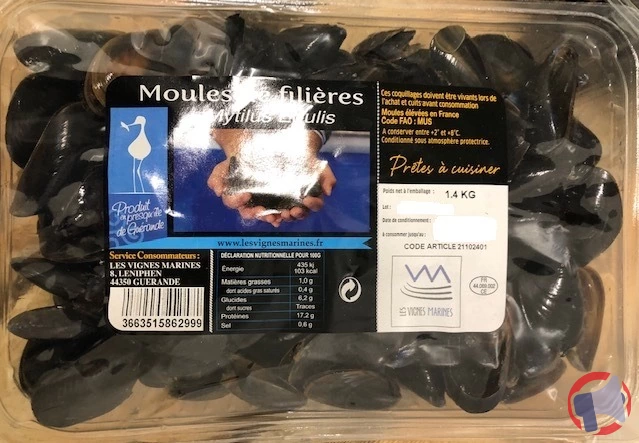 Moules filières
Mytilus
Produit
en presqu'île
de Guérande
Service Consommateurs :
LES VIGNES MARINES
8, LENIPHEN
44350 GUERANDE
3663515862999
www.lesvignesmarines.fr
DÉCLARATION NUTRITIONNELLE POUR 100G
Énergie 435 kj
103 kcal
Matières grasses 1,0 g
dont acides gras saturés 0,4 g
Glucides 6,2 g
dont sucres Traces
Protéines 17,2 g
Sel 0,6 g
Ces coquillages doivent être vivants lors de
l'achat et cuits avant consommation
Moules élevées en France
Code FAO : MUS
A conserver entre +2° et +8°C.
Conditionné sous atmosphère protectrice.
Prêtes à cuisiner
Poids net à l'emballage : 1.4 KG
Lot :
Date de conditionnement :
A consommer jusqu'au :
CODE ARTICLE 21102401
LES VIGNES MARINES
FR
44.069.002
CE